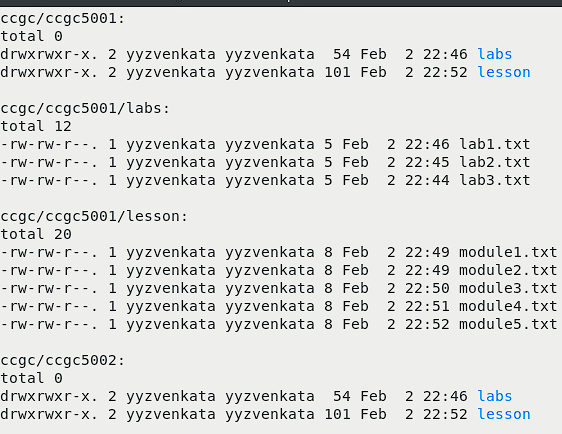 ccgc/ccgc5001:
total 0
drwxrwxr-x. 2 yyzvenkata yyzvenkata  54 Feb  2 22:46 labs
drwxrwxr-x. 2 yyzvenkata yyzvenkata 101 Feb  2 22:52 lesson

ccgc/ccgc5001/labs:
total 12
-rw-rw-r--. 1 yyzvenkata yyzvenkata 5 Feb  2 22:46 lab1.txt
-rw-rw-r--. 1 yyzvenkata yyzvenkata 5 Feb  2 22:45 lab2.txt
-rw-rw-r--. 1 yyzvenkata yyzvenkata 5 Feb  2 22:44 lab3.txt

ccgc/ccgc5001/lesson:
total 20
-rw-rw-r--. 1 yyzvenkata yyzvenkata 8 Feb  2 22:49 module1.txt
-rw-rw-r--. 1 yyzvenkata yyzvenkata 8 Feb  2 22:49 module2.txt
-rw-rw-r--. 1 yyzvenkata yyzvenkata 8 Feb  2 22:50 module3.txt
-rw-rw-r--. 1 yyzvenkata yyzvenkata 8 Feb  2 22:51 module4.txt
-rw-rw-r--. 1 yyzvenkata yyzvenkata 8 Feb  2 22:52 module5.txt

ccgc/ccgc5002:
total 0
drwxrwxr-x. 2 yyzvenkata yyzvenkata  54 Feb  2 22:46 labs
drwxrwxr-x. 2 yyzvenkata yyzvenkata 101 Feb  2 22:52 lesson